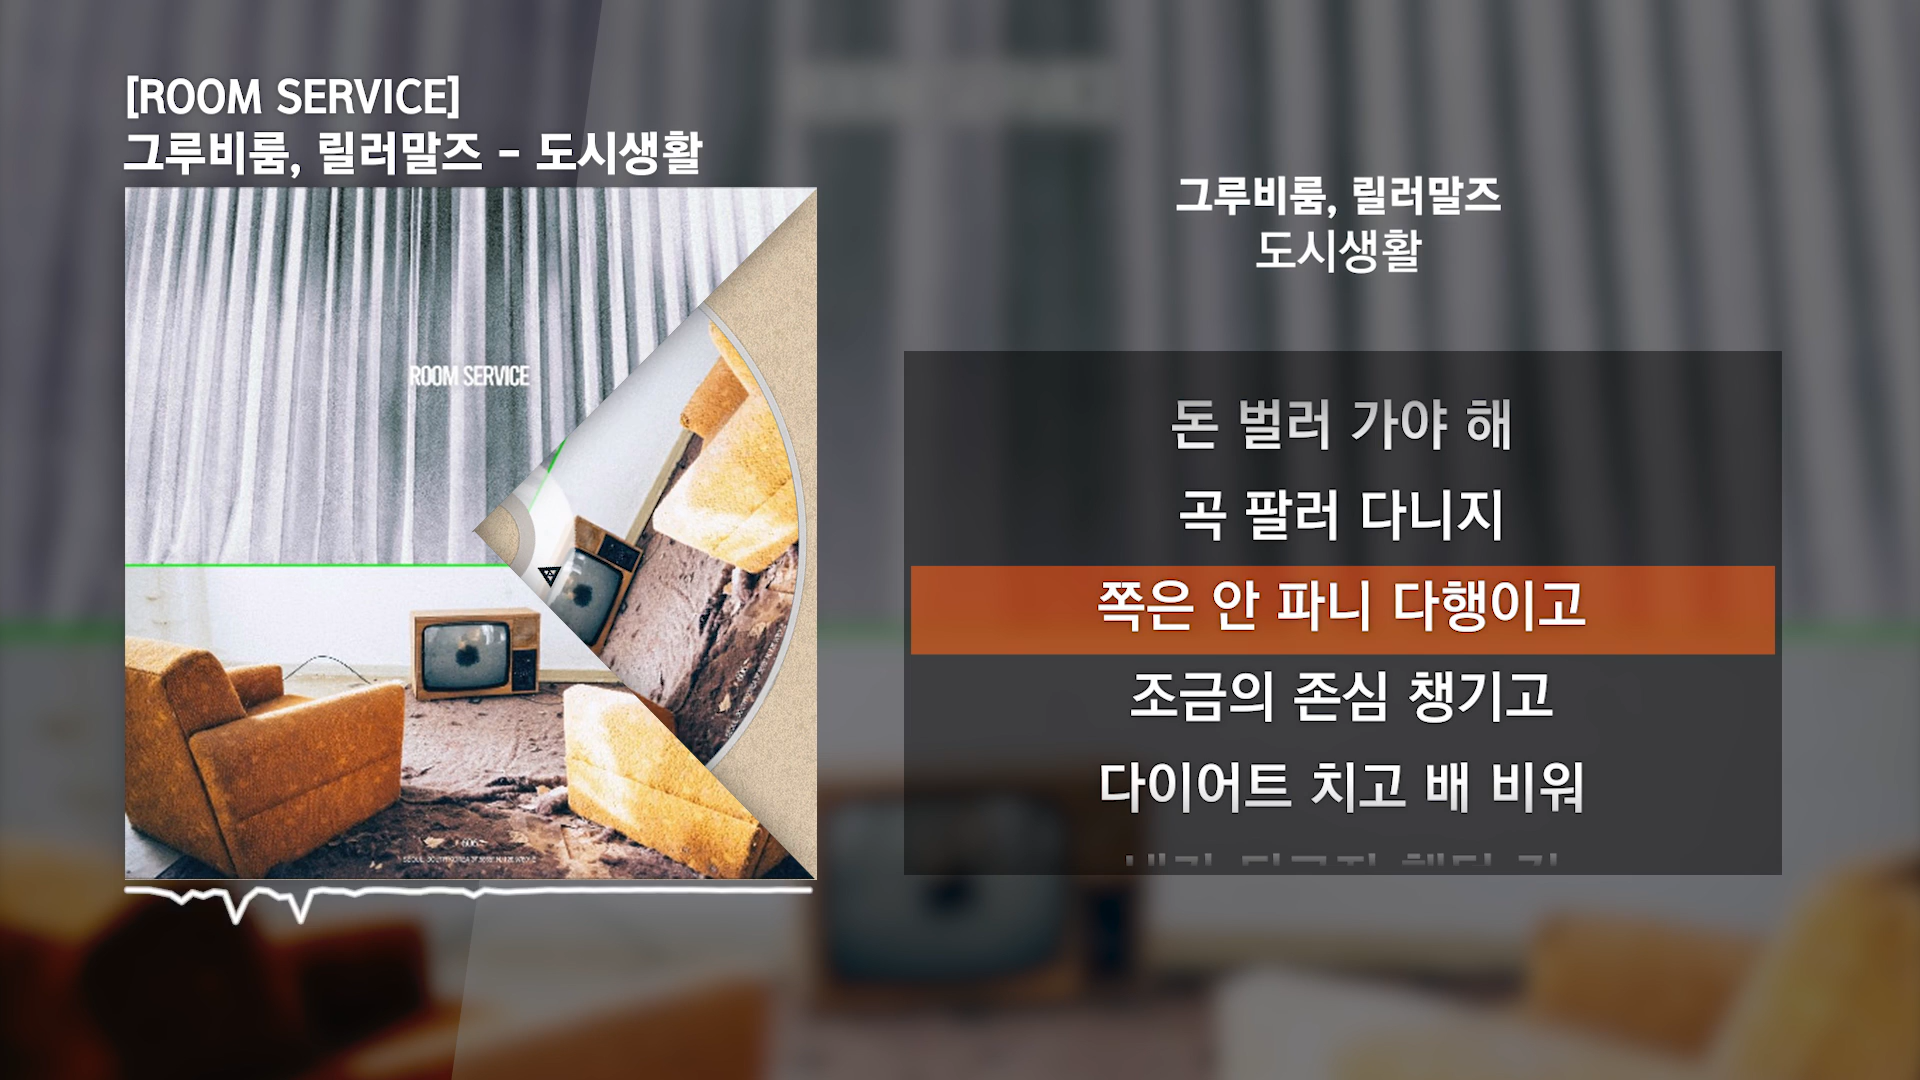 [ROOM SERVICE]
그루비룸, 릴러말즈 - 도시생활
ROOM SERVICE
그루비룸, 릴러말즈
도시생활
돈 벌러 가야 해
곡 팔러 다니지
쪽은 안 파니 다행이고
조금의 존심 챙기고
다이어트 치고 배 비워